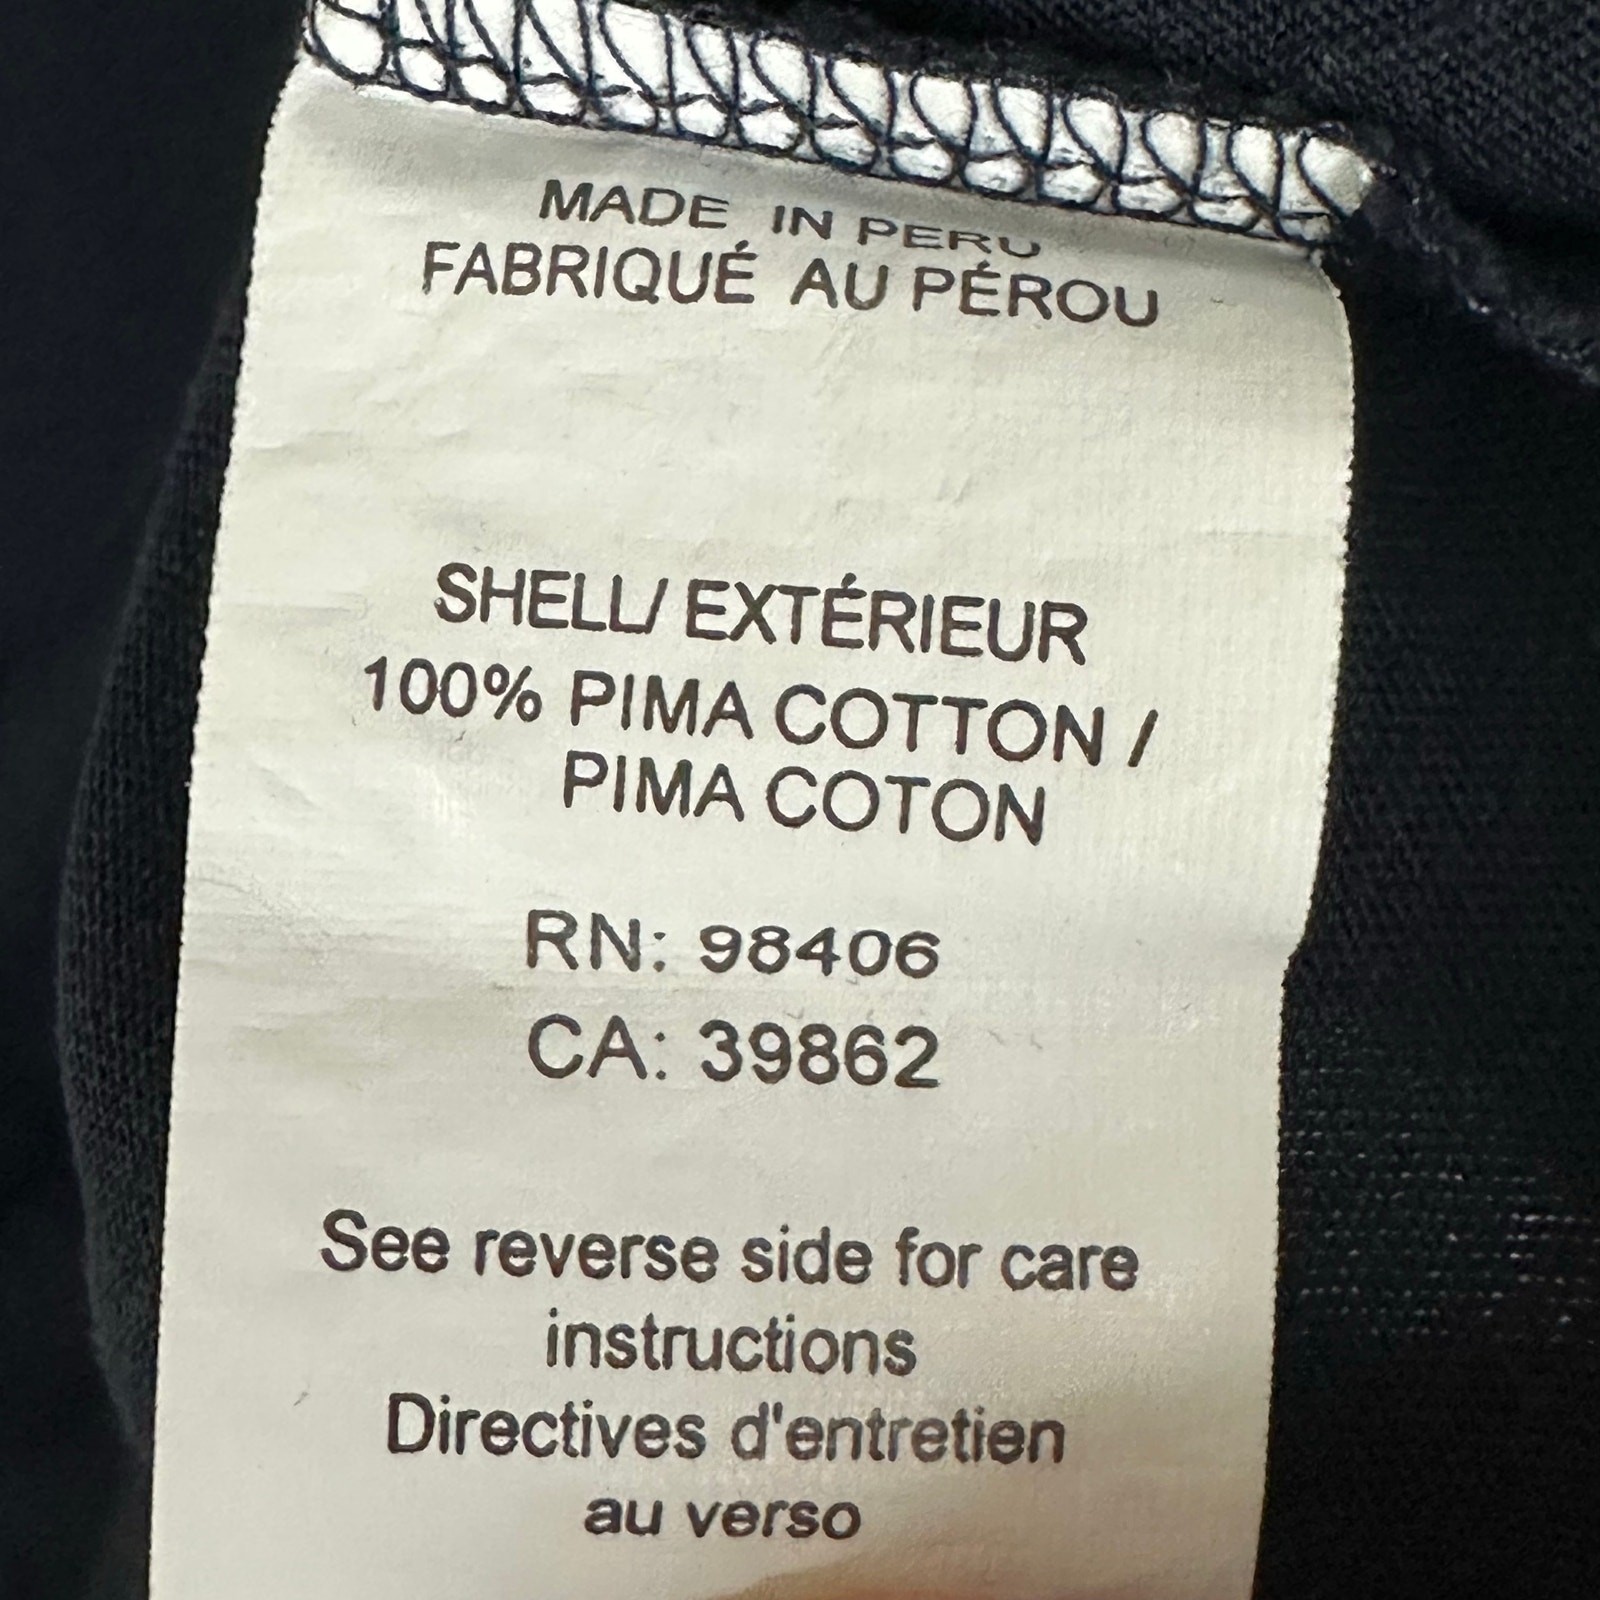 MADE IN PERU
FABRIQUÉ AU PÉROU
SHELL/ EXTÉRIEUR
100% PIMA COTTON /
PIMA COTON
RN: 98406
CA: 39862
See reverse side for care
instructions
Directives d'entretien
au verso